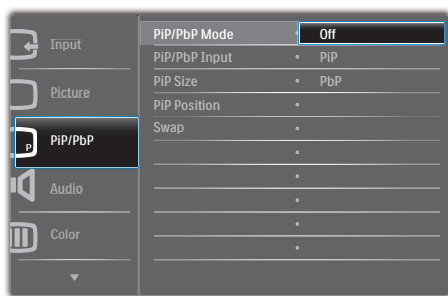 Input
Picture
PiP/PbP
Audio
Color
PiP/PbP Mode
PiP/PbP Input
PiP Size
PiP Position
Swap
Off
PiP
PbP
P